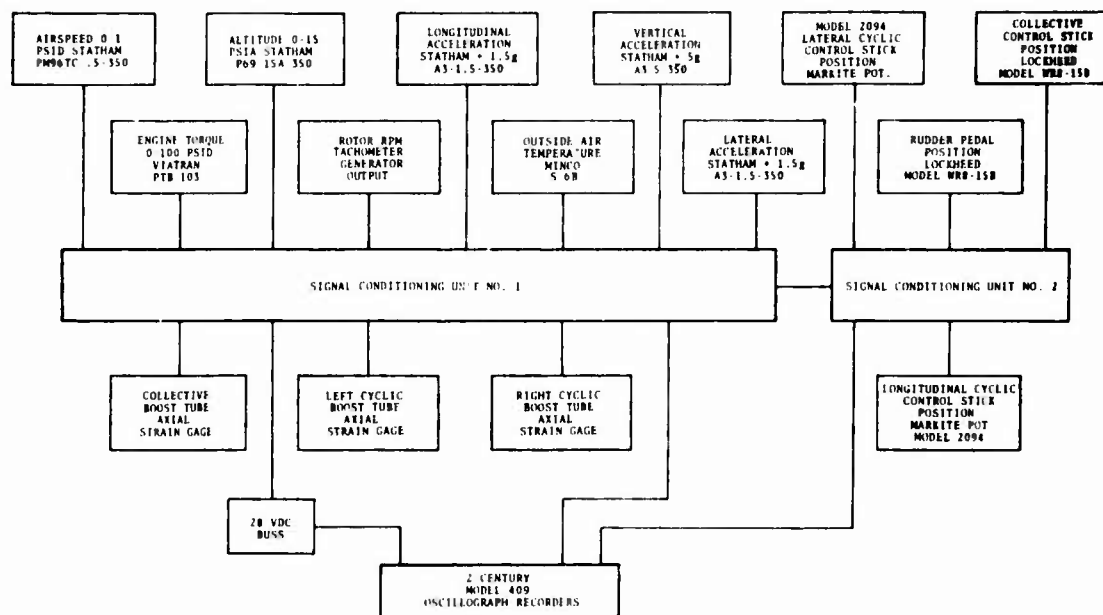 AIRSPEED 0 1
PSID STATHAM
PM96TC .5-350
ALTITUDE 0-15
PSIA STATHAM
P69 15A 350
LONGITUDINAL
ACCELERATION
STATHAM + 1.5g
A3-1.5-350
VERTICAL
ACCELERATION
STATHAM + 5g
A3 5 350
MODEL 2094
LATERAL CYCLIC
CONTROL STICK
POSITION
MARKITE POT.
COLLECTIVE
CONTROL STICK
POSITION
LOCKHEED
MODEL WR8-15B
ENGINE TORQUE
0-100 PSID
VIATRAN
PTB 103
ROTOR RPM
TACHOMETER
GENERATOR
OUTPUT
OUTSIDE AIR
TEMPERATURE
MINCO
S 6B
LATERAL
ACCELERATION
STATHAM + 1.5g
A3-1.5-350
RUDDER PEDAL
POSITION
LOCKHEED
MODEL WR8-15B
SIGNAL CONDITIONING UNIT NO. 1
SIGNAL CONDITIONING UNIT NO. 2
COLLECTIVE
BOOST TUBE
AXIAL
STRAIN GAGE
LEFT CYCLIC
BOOST TUBE
AXIAL
STRAIN GAGE
RIGHT CYCLIC
BOOST TUBE
AXIAL
STRAIN GAGE
LONGITUDINAL CYCLIC
CONTROL STICK
POSITION
MARKITE POT
MODEL 2094
28 VDC
BUSS
2 CENTURY
MODEL 409
OSCILLOGRAPH RECORDERS